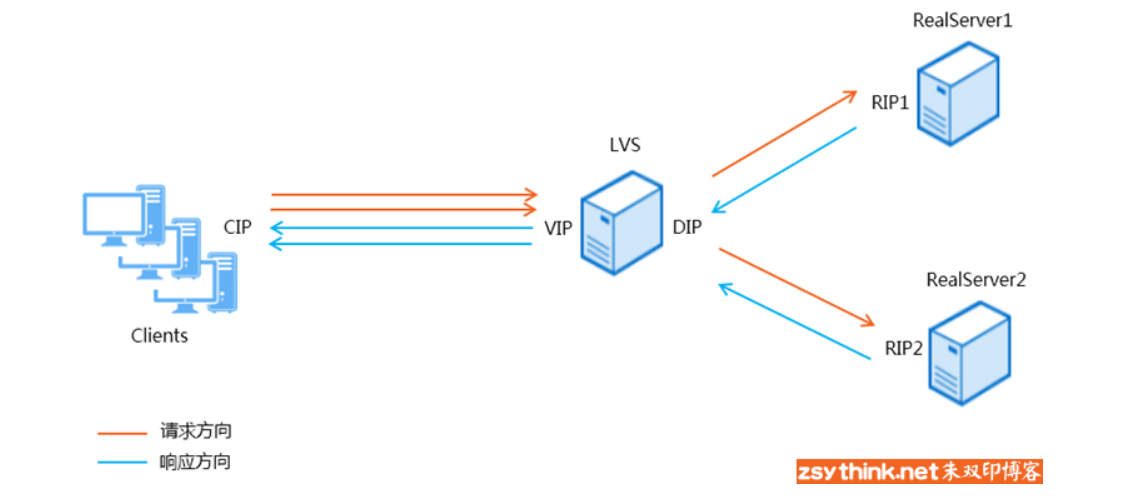 RealServer1
RIP1
LVS
CIP
VIP
DIP
RealServer2
Clients
RIP2
请求方向
响应方向
zsythink.net朱双印博客